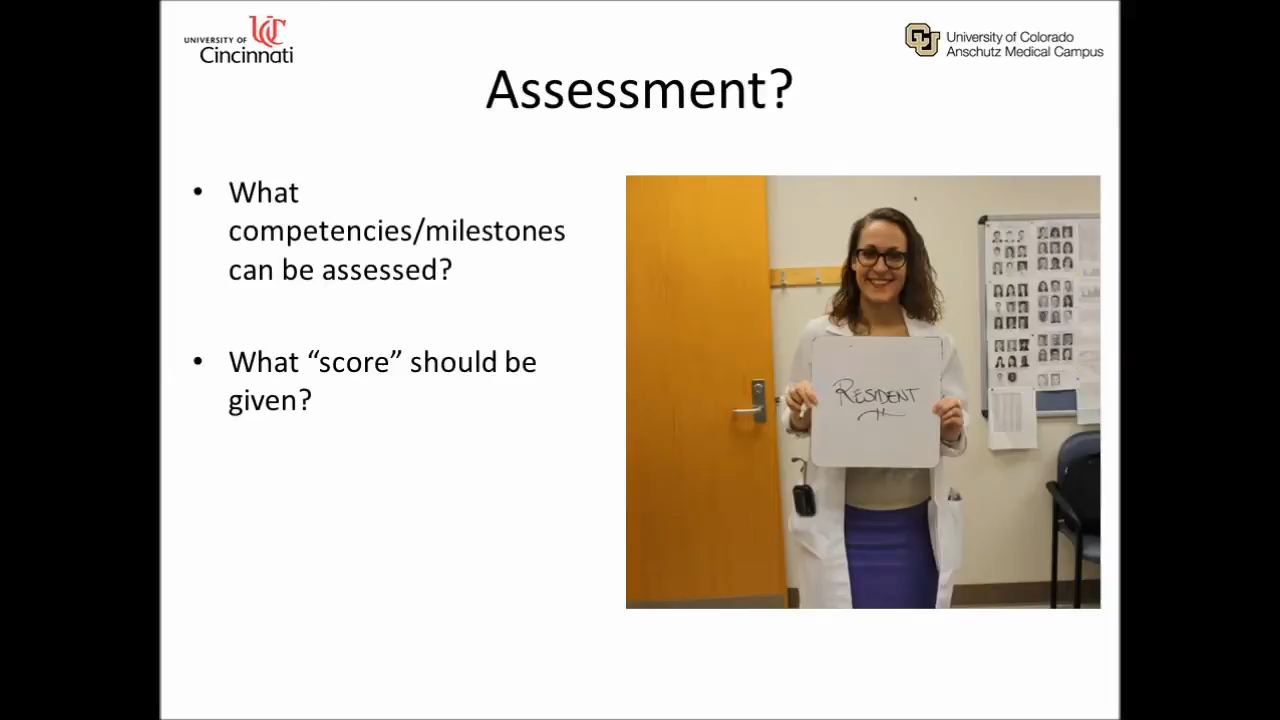 UNIVERSITY OF
Cincinnati
University of Colorado
Anschutz Medical Campus
Assessment?
• What
competencies/milestones
can be assessed?
• What “score” should be
given?
RESIDENT